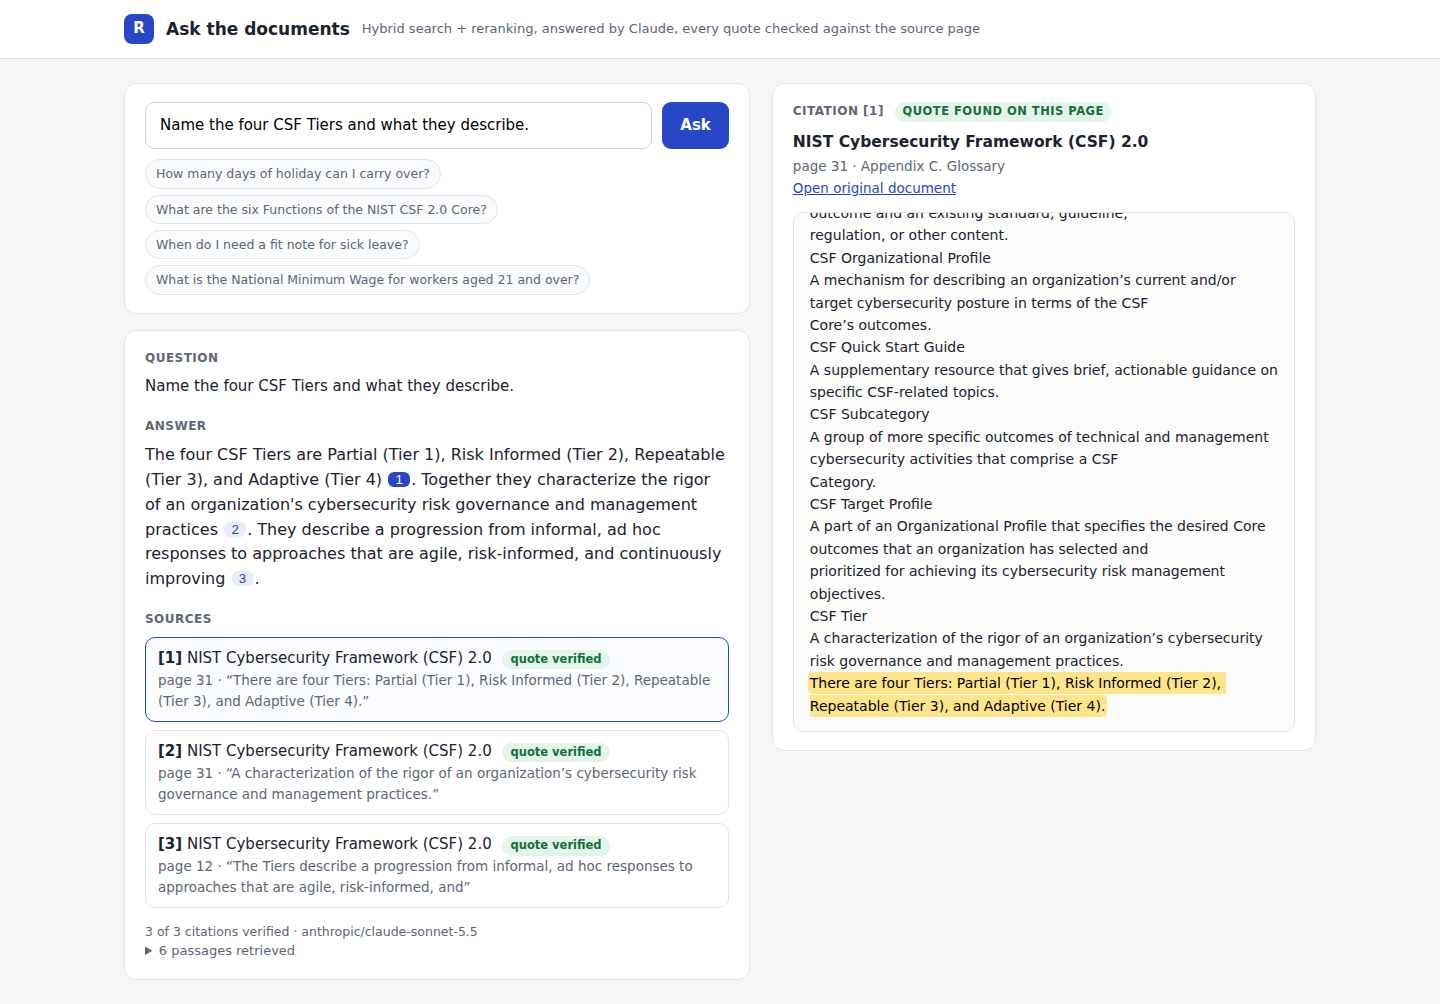 R
Ask the documents
Hybrid search + reranking, answered by Claude, every quote checked against the source page
Name the four CSF Tiers and what they describe.
Ask
How many days of holiday can I carry over?
What are the six Functions of the NIST CSF 2.0 Core?
When do I need a fit note for sick leave?
What is the National Minimum Wage for workers aged 21 and over?
QUESTION
Name the four CSF Tiers and what they describe.
ANSWER
The four CSF Tiers are Partial (Tier 1), Risk Informed (Tier 2), Repeatable
(Tier 3), and Adaptive (Tier 4) 1. Together they characterize the rigor
of an organization's cybersecurity risk governance and management
practices 2. They describe a progression from informal, ad hoc
responses to approaches that are agile, risk-informed, and continuously
improving 3.
SOURCES
[1] NIST Cybersecurity Framework (CSF) 2.0 quote verified
page 31 · “There are four Tiers: Partial (Tier 1), Risk Informed (Tier 2), Repeatable
(Tier 3), and Adaptive (Tier 4).”
[2] NIST Cybersecurity Framework (CSF) 2.0 quote verified
page 31 · “A characterization of the rigor of an organization’s cybersecurity risk
governance and management practices.”
[3] NIST Cybersecurity Framework (CSF) 2.0 quote verified
page 12 · “The Tiers describe a progression from informal, ad hoc responses to
approaches that are agile, risk-informed, and”
3 of 3 citations verified · anthropic/claude-sonnet-5.5
6 passages retrieved
CITATION [1] QUOTE FOUND ON THIS PAGE
NIST Cybersecurity Framework (CSF) 2.0
page 31 · Appendix C. Glossary
Open original document
outcome and an existing standard, guideline,
regulation, or other content.
CSF Organizational Profile
A mechanism for describing an organization’s current and/or
target cybersecurity posture in terms of the CSF
Core’s outcomes.
CSF Quick Start Guide
A supplementary resource that gives brief, actionable guidance on
specific CSF-related topics.
CSF Subcategory
A group of more specific outcomes of technical and management
cybersecurity activities that comprise a CSF
Category.
CSF Target Profile
A part of an Organizational Profile that specifies the desired Core
outcomes that an organization has selected and
prioritized for achieving its cybersecurity risk management
objectives.
CSF Tier
A characterization of the rigor of an organization’s cybersecurity
risk governance and management practices.
There are four Tiers: Partial (Tier 1), Risk Informed (Tier 2),
Repeatable (Tier 3), and Adaptive (Tier 4).